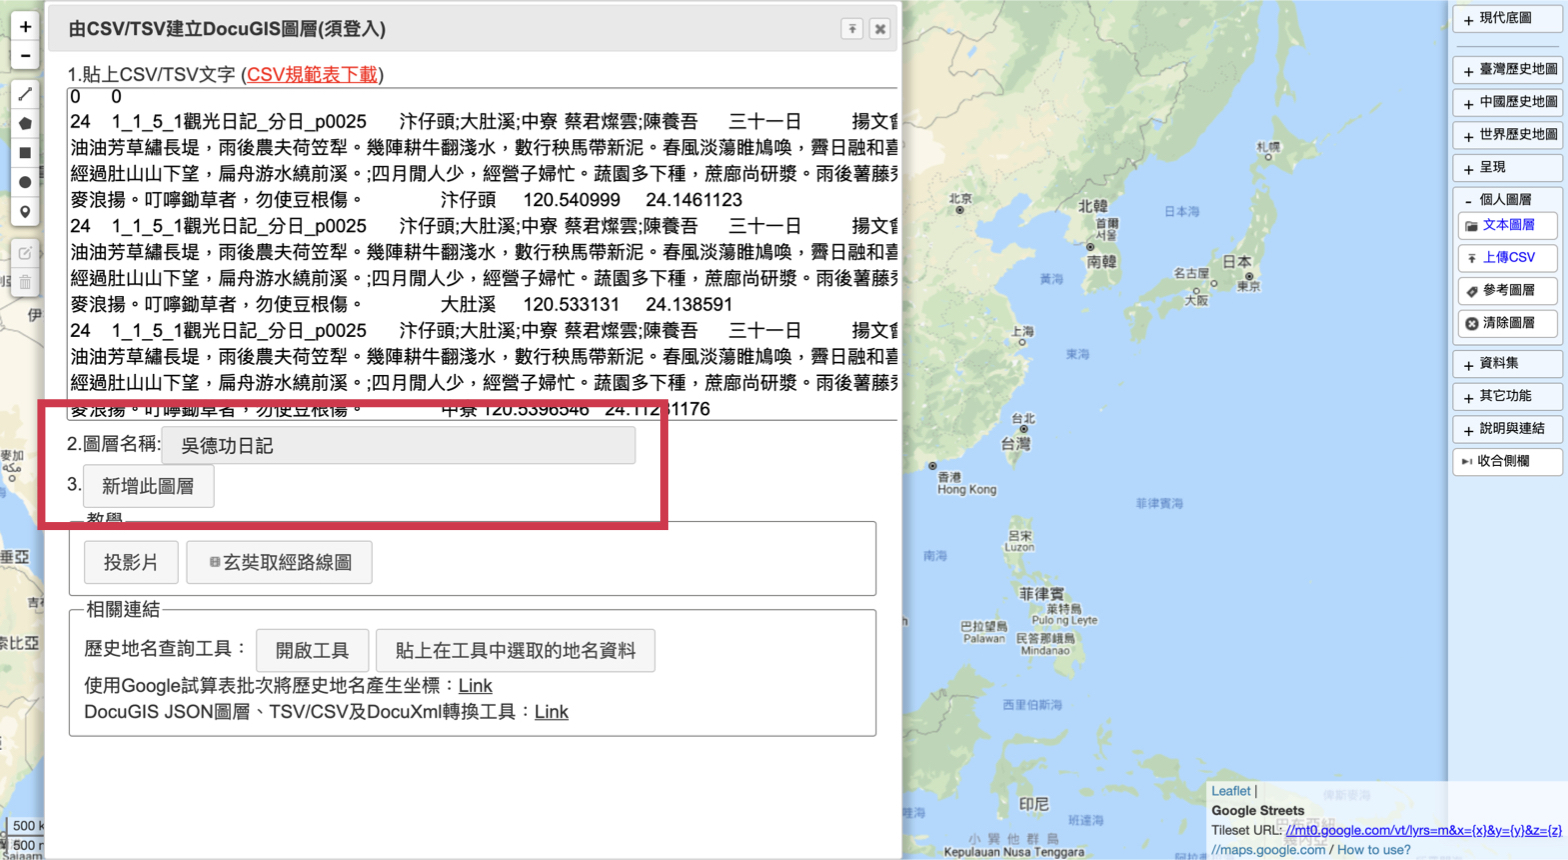 由CSV/TSV建立DocuGIS圖層(須登入)
1.貼上CSV/TSV文字 (CSV規範表下載)
0 0
24 1_1_5_1觀光日記_分日_p0025 汴仔頭;大肚溪;中寮 蔡君燦雲;陳養吾 三十一日 揚文
油油芳草繡長堤，雨後農夫荷笠犁。幾陣耕牛翻淺水，數行秧馬帶新泥。春風淡蕩雎鳩喚，霽日融和
經過肚山山下望，扁舟游水繞前溪。;四月閒人少，經營子婦忙。蔬園多下種，蔗廍尚研漿。雨後薯藤
麥浪揚。叮嚀鋤草者，勿使豆根傷。 汴仔頭 120.540999 24.1461123
24 1_1_5_1觀光日記_分日_p0025 汴仔頭;大肚溪;中寮 蔡君燦雲;陳養吾 三十一日 揚文
油油芳草繡長堤，雨後農夫荷笠犁。幾陣耕牛翻淺水，數行秧馬帶新泥。春風淡蕩雎鳩喚，霽日融和
經過肚山山下望，扁舟游水繞前溪。;四月閒人少，經營子婦忙。蔬園多下種，蔗廍尚研漿。雨後薯藤
麥浪揚。叮嚀鋤草者，勿使豆根傷。 大肚溪 120.533131 24.138591
24 1_1_5_1觀光日記_分日_p0025 汴仔頭;大肚溪;中寮 蔡君燦雲;陳養吾 三十一日 揚文
油油芳草繡長堤，雨後農夫荷笠犁。幾陣耕牛翻淺水，數行秧馬帶新泥。春風淡蕩雎鳩喚，霽日融和
經過肚山山下望，扁舟游水繞前溪。;四月閒人少，經營子婦忙。蔬園多下種，蔗廍尚研漿。雨後薯藤
麥浪揚。叮嚀鋤草者，勿使豆根傷。 中寮 120.5396546 24.11231176
2.圖層名稱: 吳德功日記
3. 新增此圖層
教學
投影片 玄裝取經路線圖
相關連結
歷史地名查詢工具： 開啟工具 貼上在工具中選取的地名資料
使用Google試算表批次將歷史地名產生坐標：Link
DocuGIS JSON圖層、TSV/CSV及DocuXml轉換工具：Link
+ 現代底圖
+ 臺灣歷史地圖
+ 中國歷史地圖
+ 世界歷史地圖
+ 呈現
- 個人圖層
文本圖層
上傳CSV
參考圖層
清除圖層
+ 資料集
+ 其它功能
+ 說明與連結
收合側欄
札幌
北京
北韓
日本海
首爾
서울
黃海
南韓
日本
名古屋
東京
大阪
上海
東海
台北
台灣
香港
Hong Kong
菲律賓海
呂宋
Luzon
南海
菲律賓
萊特島
Pulo ng Leyte
巴拉望島
Palawan
民答那峨島
Mindanao
西里伯斯海
印尼
班達海
小巽他群島
Kepulauan Nusa Tenggara
麥加
مكة
垂亞
索比亞
+
−
500 k
500 n
Leaflet |
Google Streets
Tileset URL: //mt0.google.com/vt/lyrs=m&x={x}&y={y}&z={z}
//maps.google.com / How to use?